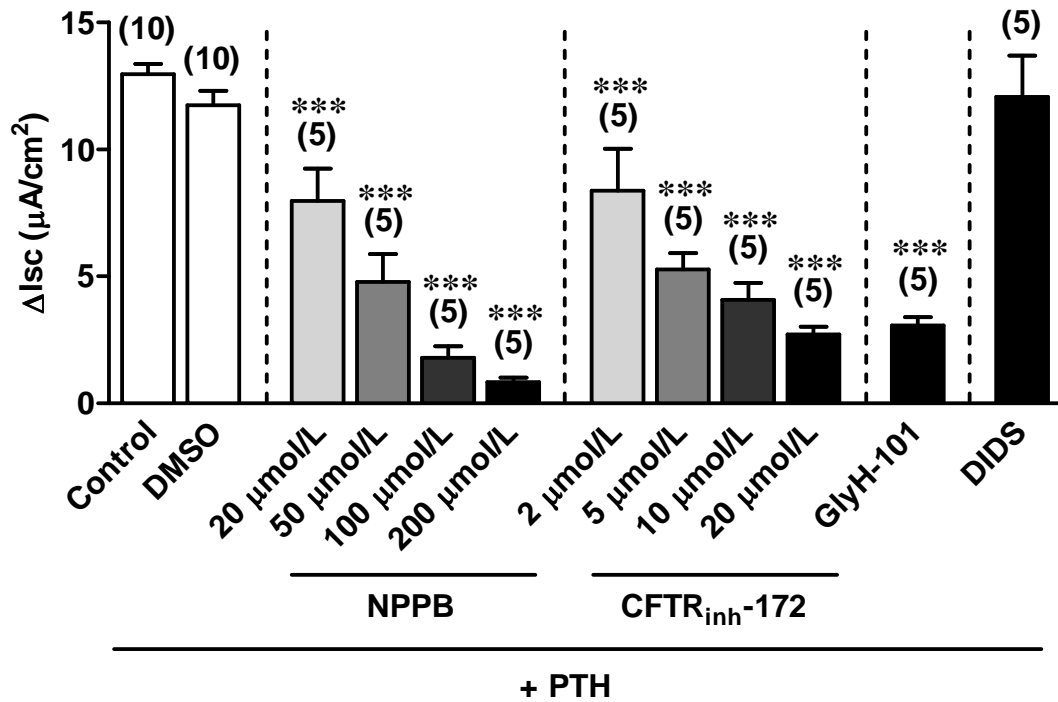 15
(10)
(10)
(5)
***
(5)
***
(5)
10
***
(5)
***
(5)
***
(5)
***
(5)
***
(5)
***
(5)
***
(5)
5
0
ΔIsc (μA/cm²)
Control
DMSO
20 μmol/L
50 μmol/L
100 μmol/L
200 μmol/L
2 μmol/L
5 μmol/L
10 μmol/L
20 μmol/L
GlyH-101
DIDS
NPPB
CFTRinh-172
+ PTH